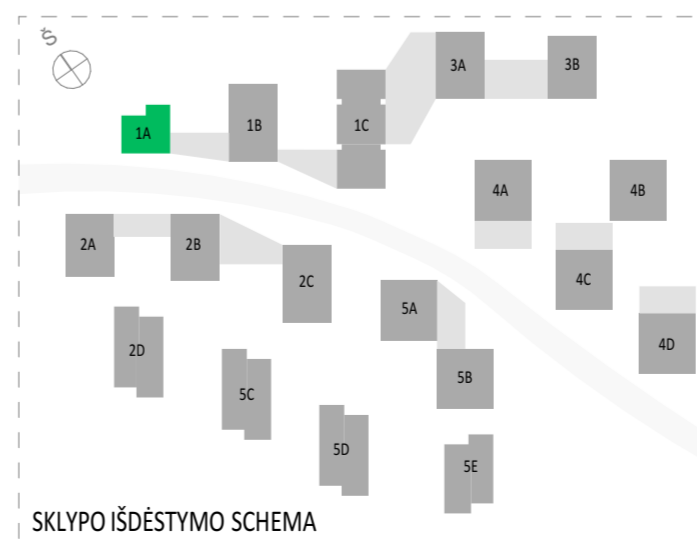 Š
3A
3B
1A
1B
1C
4A
4B
2A
2B
2C
4C
5A
4D
2D
5B
5C
5D
5E
SKLYPO IŠDĖSTYMO SCHEMA